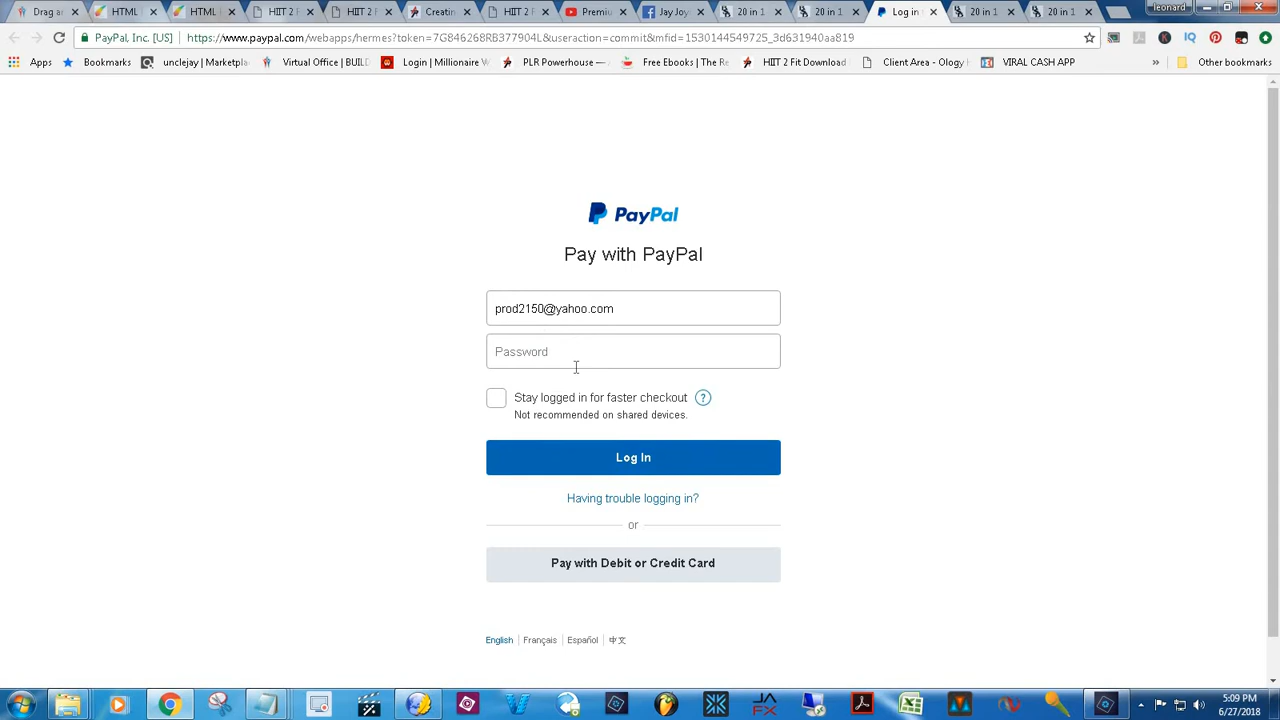 leonard
Drag an
HTML
HTML
HIIT 2 F
HIIT 2 F
Creatin
HIIT 2 F
Premiu
Jay Joy
20 in 1
20 in 1
Log in
20 in 1
20 in 1
PayPal, Inc. [US]
https://www.paypal.com/webapps/hermes?token=7G846268RB377904L&useraction=commit&mfid=1530144549725_3d631940aa819
Apps
Bookmarks
unclejay | Marketpla
Virtual Office | BUILD
Login | Millionaire W
PLR Powerhouse —
Free Ebooks | The Re
HIIT 2 Fit Download
Client Area - Ology
VIRAL CASH APP
»
Other bookmarks
PayPal
Pay with PayPal
prod2150@yahoo.com
Password
Stay logged in for faster checkout ?
Not recommended on shared devices.
Log In
Having trouble logging in?
or
Pay with Debit or Credit Card
English | Français | Español | 中文
5:09 PM
6/27/2018